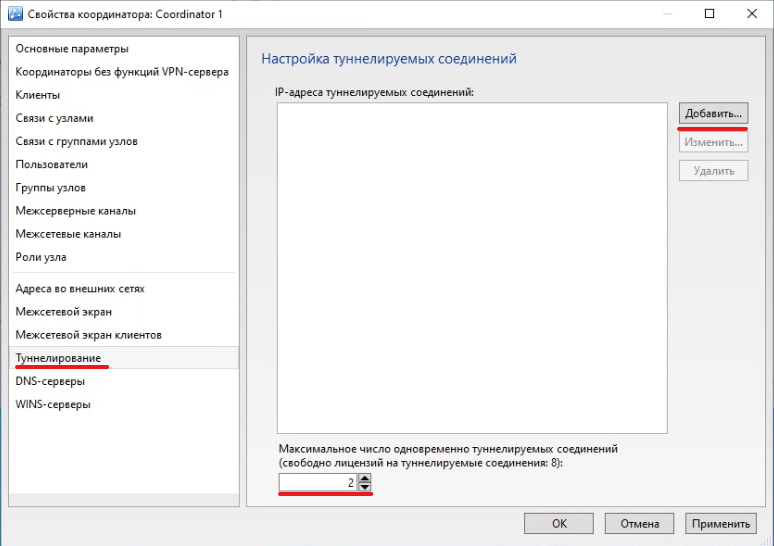 Свойства координатора: Coordinator 1
Основные параметры
Координаторы без функций VPN-сервера
Клиенты
Связи с узлами
Связи с группами узлов
Пользователи
Группы узлов
Межсерверные каналы
Межсетевые каналы
Роли узла
Адреса во внешних сетях
Межсетевой экран
Межсетевой экран клиентов
Туннелирование
DNS-серверы
WINS-серверы
Настройка туннелируемых соединений
IP-адреса туннелируемых соединений:
Добавить...
Изменить...
Удалить
Максимальное число одновременно туннелируемых соединений
(свободно лицензий на туннелируемые соединения: 8):
2
ОК
Отмена
Применить